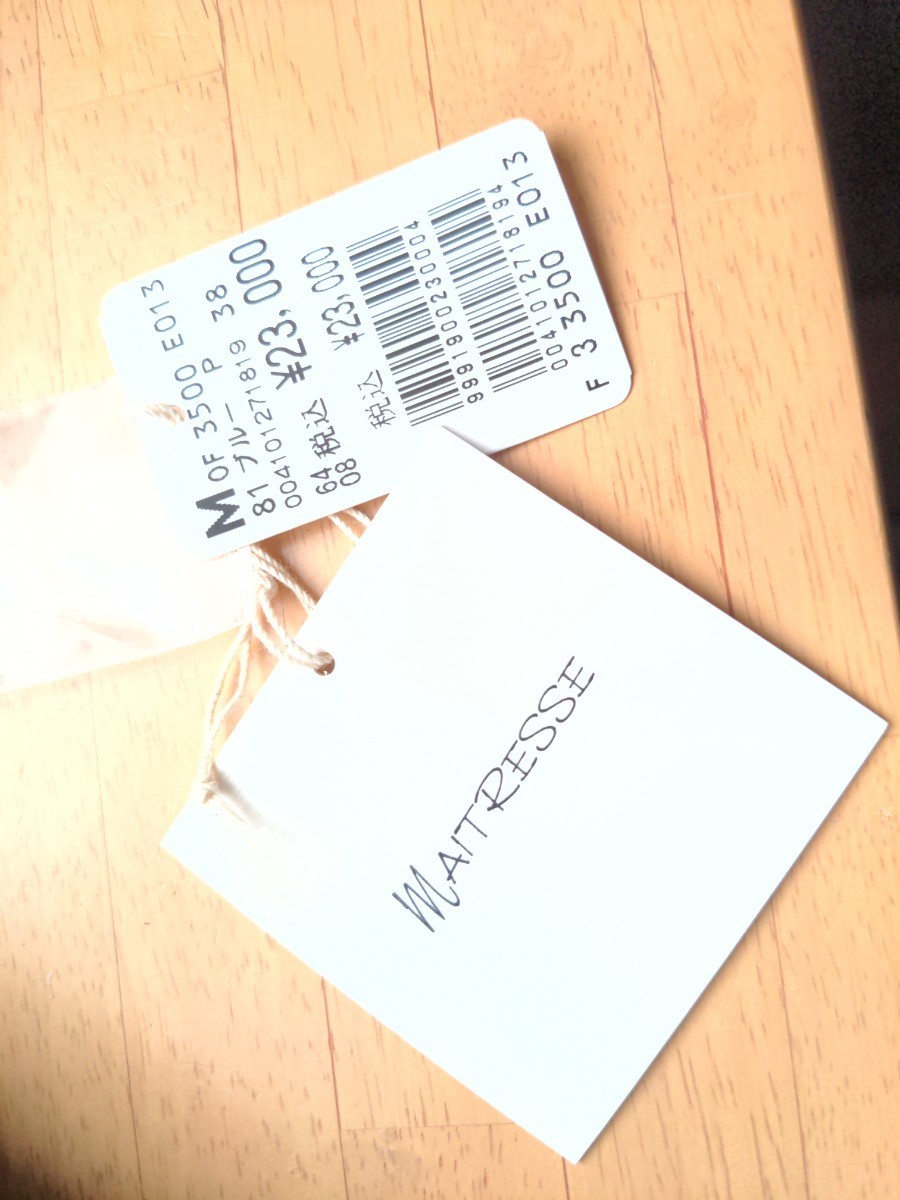 M OF 3500 E013
81 ブルー P 38
004101271819
64 税込 ¥23,000
08 税込 ¥23,000
9991900230004
0041012718194
F 3 3500 E013
MAITRESSE